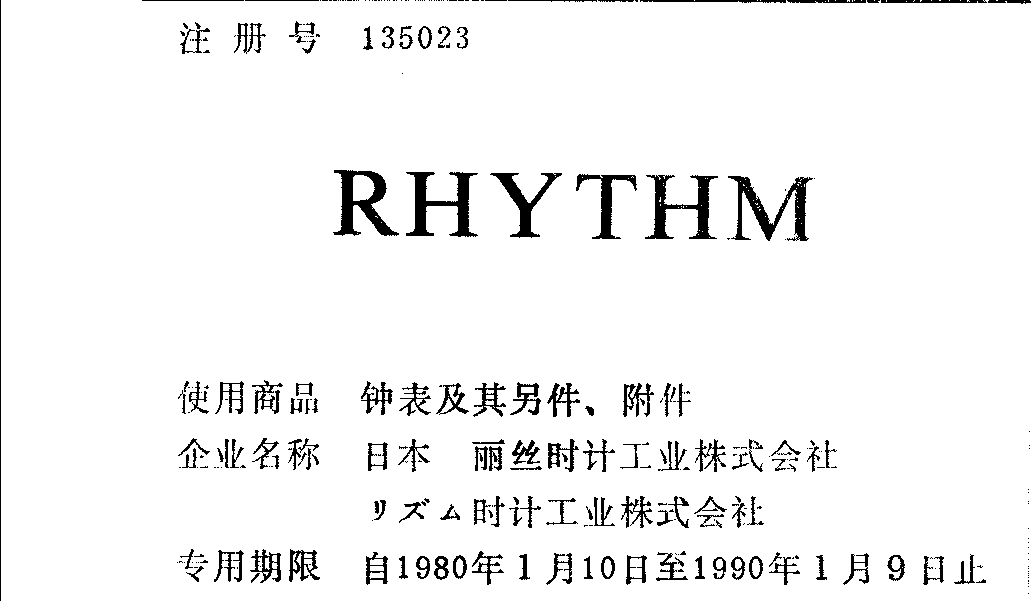 注册号 135023
RHYTHM
使用商品 钟表及其另件、附件
企业名称 日本 丽丝时计工业株式会社
リズム时计工业株式会社
专用期限 自1980年1月10日至1990年1月9日止